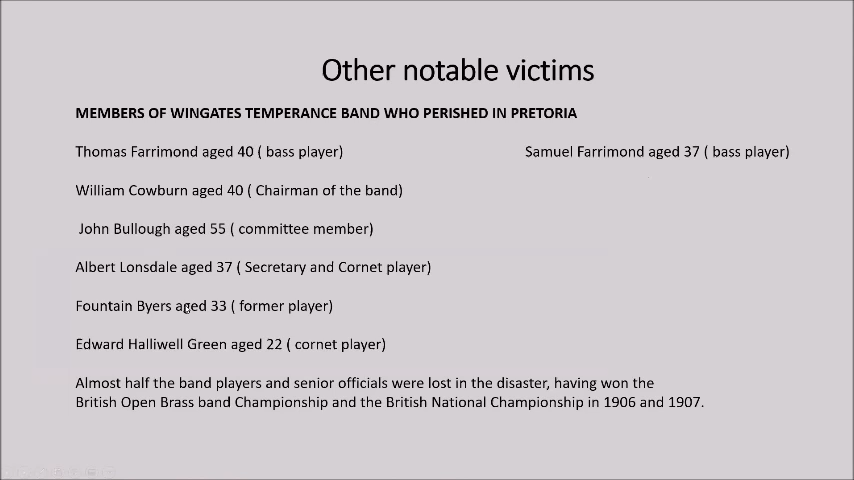 Other notable victims
MEMBERS OF WINGATES TEMPERANCE BAND WHO PERISHED IN PRETORIA
Thomas Farrimond aged 40 ( bass player) Samuel Farrimond aged 37 ( bass player)
William Cowburn aged 40 ( Chairman of the band)
John Bullough aged 55 ( committee member)
Albert Lonsdale aged 37 ( Secretary and Cornet player)
Fountain Byers aged 33 ( former player)
Edward Halliwell Green aged 22 ( cornet player)
Almost half the band players and senior officials were lost in the disaster, having won the
British Open Brass band Championship and the British National Championship in 1906 and 1907.